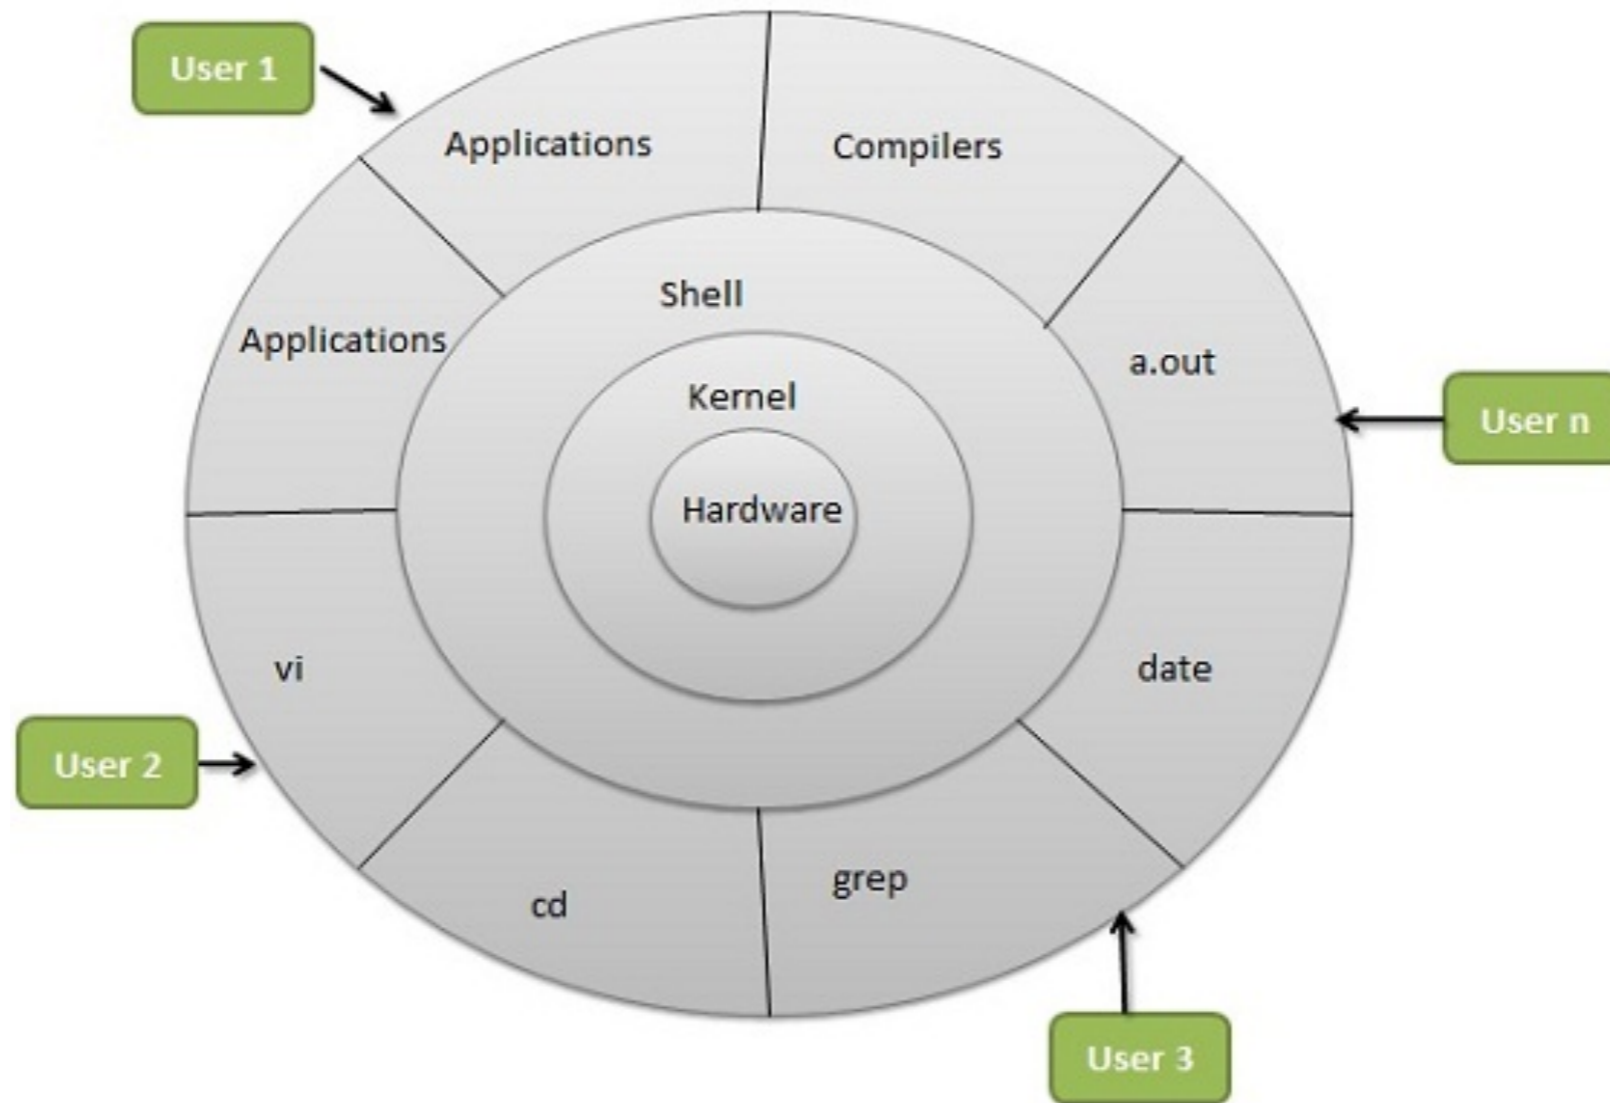 User 1
Applications
Compilers
Shell
Applications
a.out
Kernel
User n
Hardware
vi
date
User 2
grep
cd
User 3